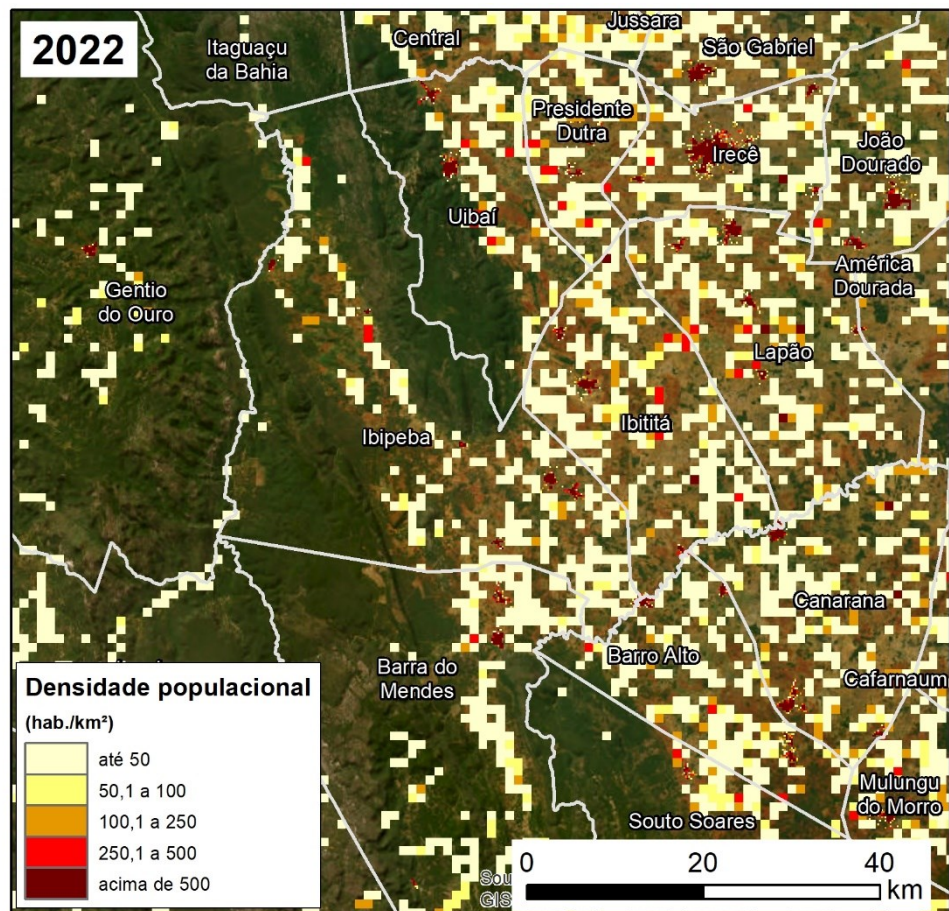 2022
Itaguaçu
da Bahia
Central
Jussara
São Gabriel
Presidente
Dutra
Irecê
João
Dourado
Uibaí
América
Dourada
Gentio
do Ouro
Lapão
Ibipeba
Ibititá
Canarana
Barra do
Mendes
Barro Alto
Cafarnaum
Mulungu
do Morro
Souto Soares
Densidade populacional
(hab./km²)
até 50
50,1 a 100
100,1 a 250
250,1 a 500
acima de 500
0 20 40
km